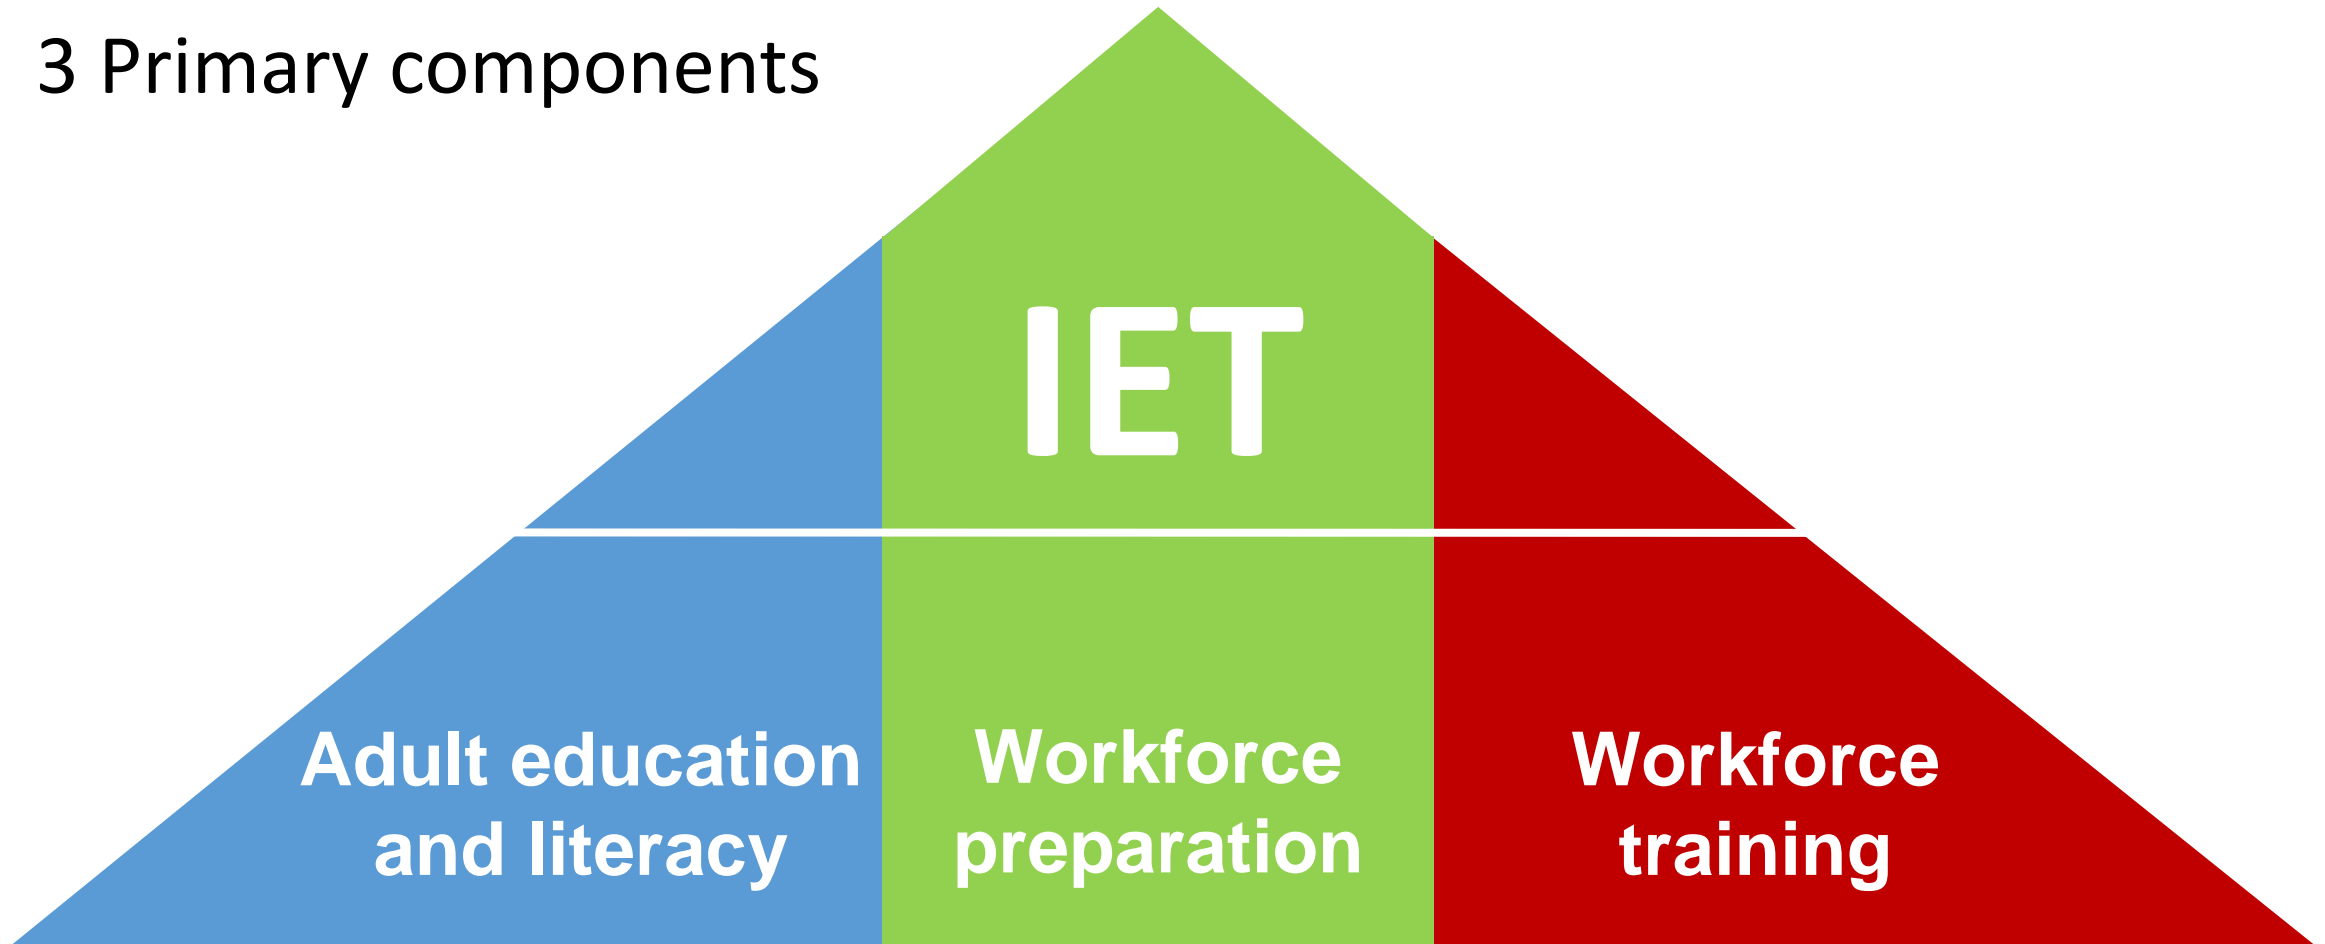 3 Primary components
IET
Adult education
and literacy
Workforce
preparation
Workforce
training